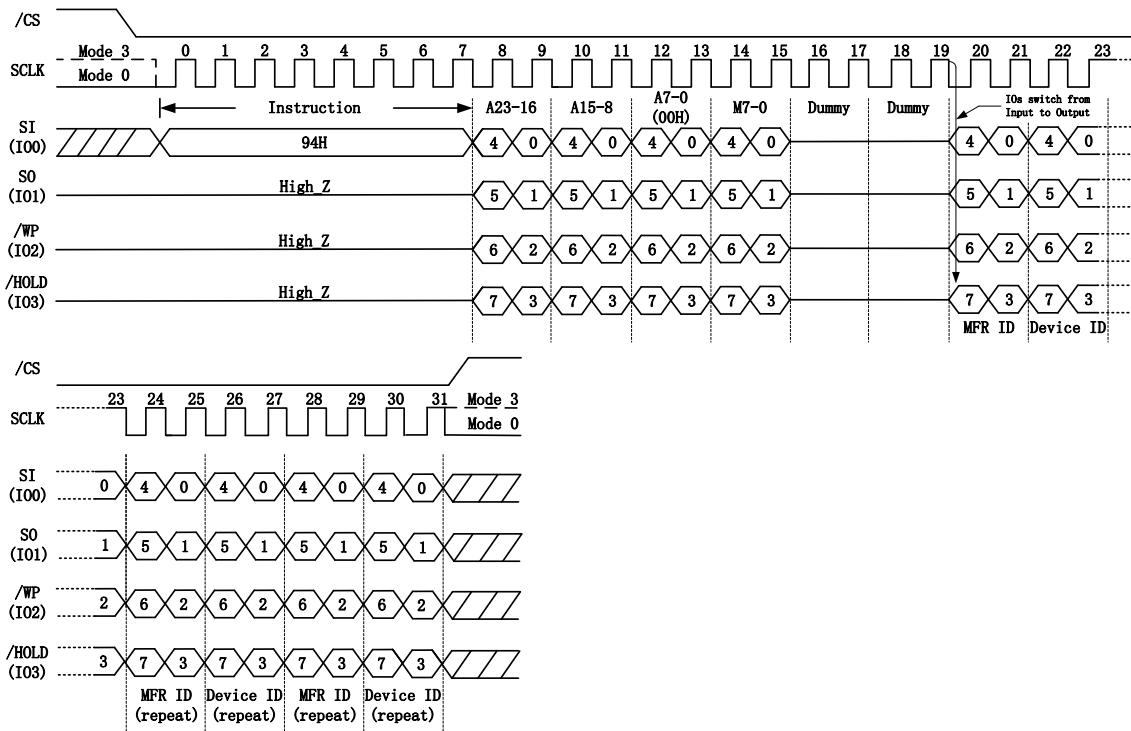 /CS
Mode 3 0 1 2 3 4 5 6 7 8 9 10 11 12 13 14 15 16 17 18 19 20 21 22 23
SCLK
Mode 0
Instruction A23-16 A15-8 A7-0 (00H) M7-0 Dummy Dummy IOs switch from Input to Output
SI
(IO0) 94H 4 0 4 0 4 0 4 0 4 0 4 0
SO
(IO1) High_Z 5 1 5 1 5 1 5 1 5 1 5 1
/WP
(IO2) High_Z 6 2 6 2 6 2 6 2 6 2 6 2
/HOLD
(IO3) High_Z 7 3 7 3 7 3 7 3 7 3 7 3
MFR ID Device ID
/CS
23 24 25 26 27 28 29 30 31 Mode 3
SCLK
Mode 0
SI
(IO0) 0 4 0 4 0 4 0 4 0
SO
(IO1) 1 5 1 5 1 5 1 5 1
/WP
(IO2) 2 6 2 6 2 6 2 6 2
/HOLD
(IO3) 3 7 3 7 3 7 3 7 3
MFR ID Device ID MFR ID Device ID
(repeat) (repeat) (repeat) (repeat)